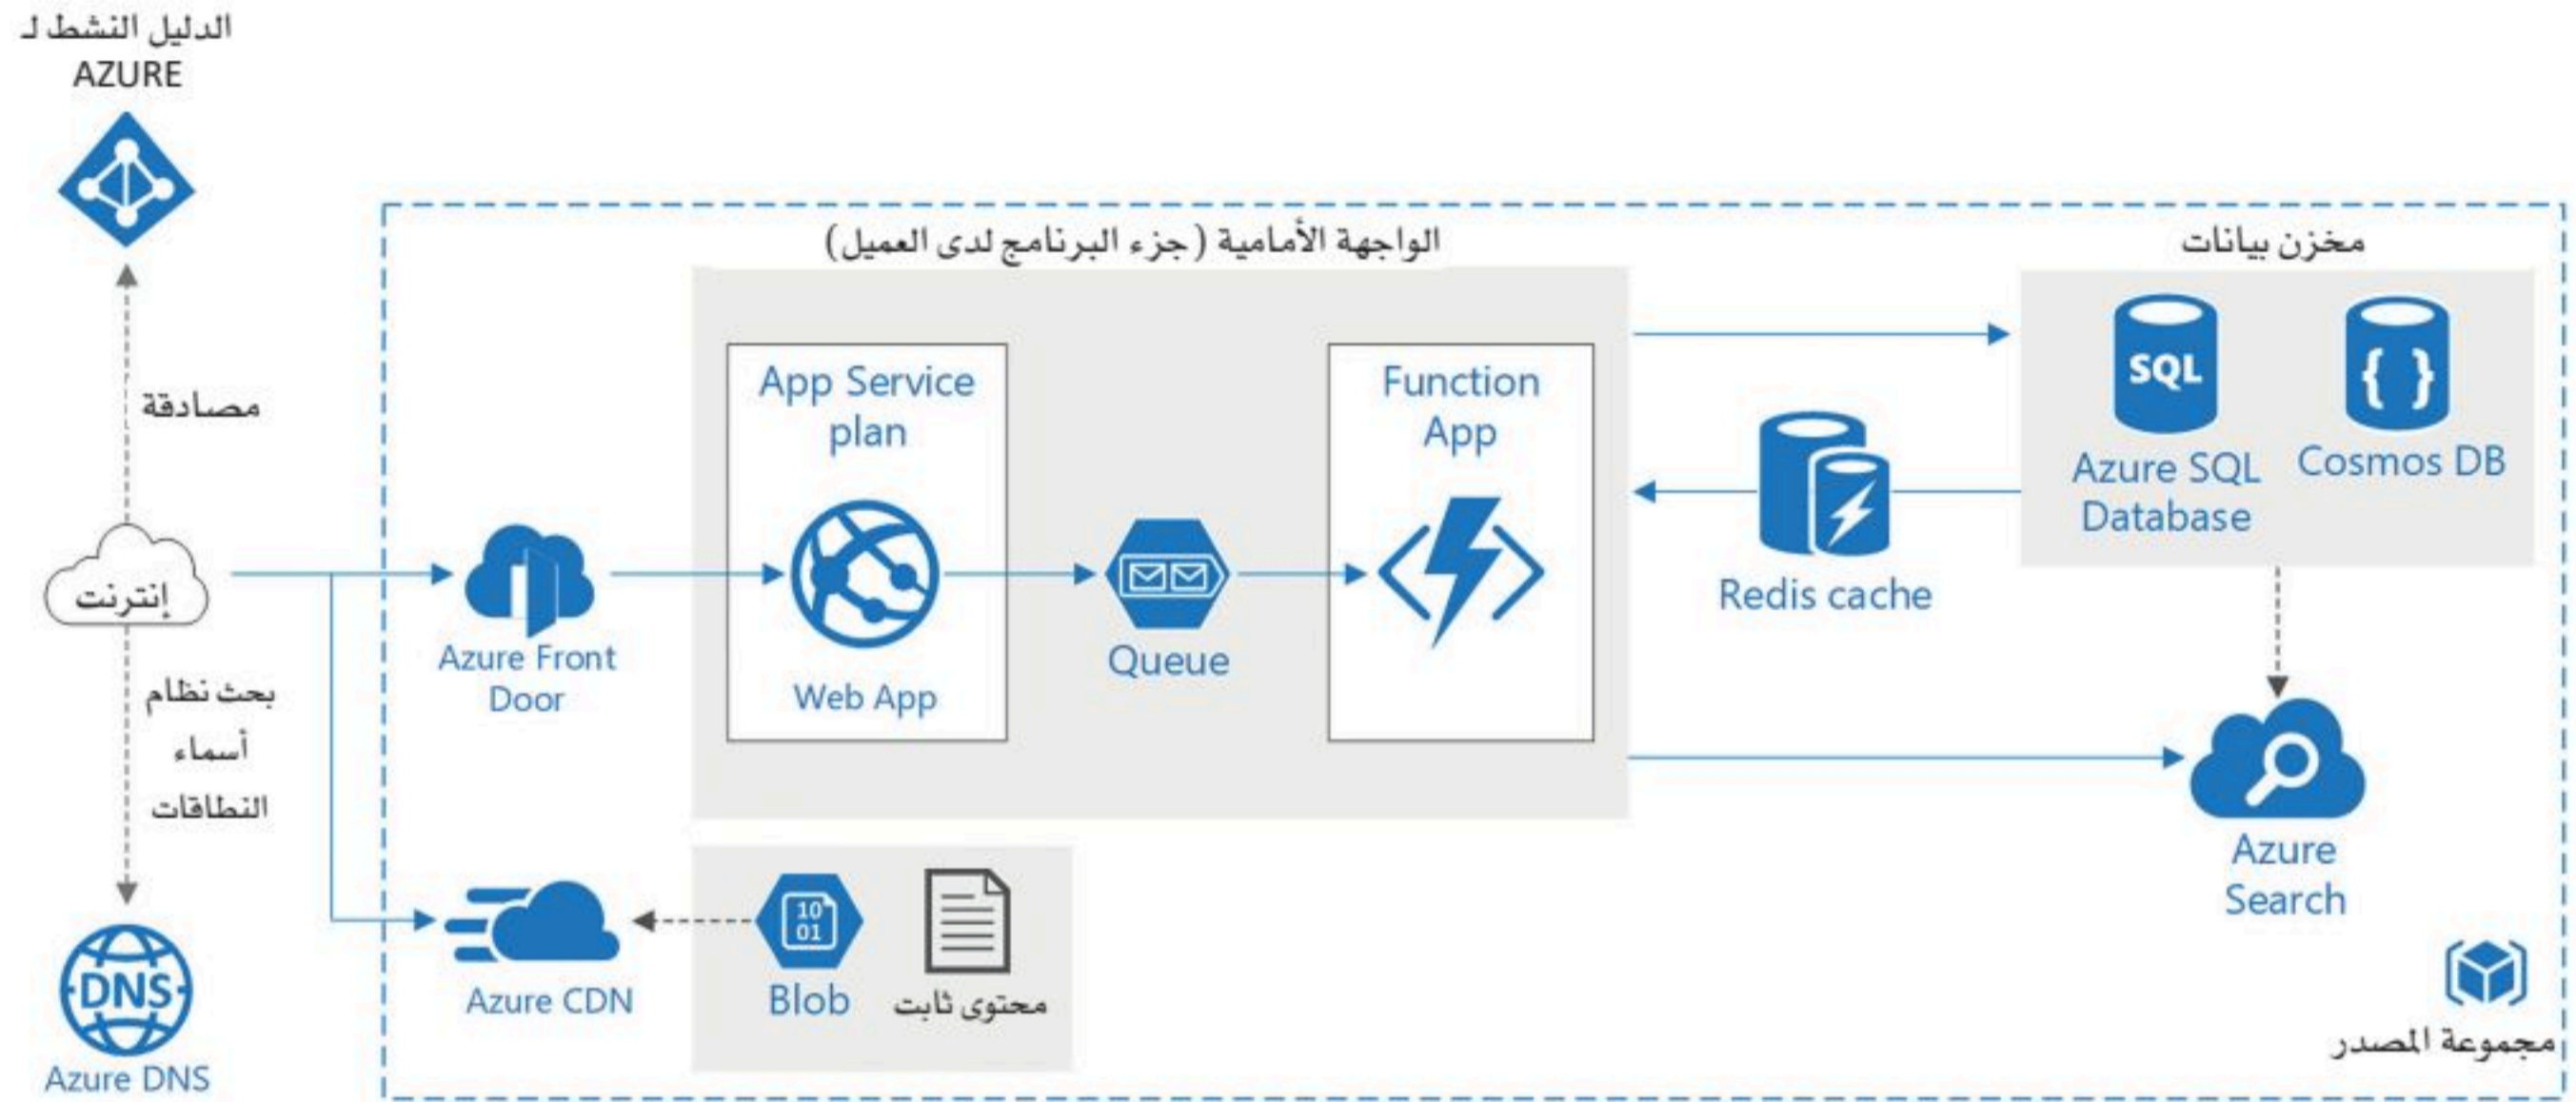 الدليل النشط لـ
AZURE
مصادقة
إنترنت
بحث نظام
أسماء
النطاقات
Azure DNS
الواجهة الأمامية (جزء البرنامج لدى العميل)
مخزن بيانات
Azure Front
Door
App Service
plan
Web App
Queue
Function
App
Redis cache
SQL
Azure SQL
Database
Cosmos DB
Azure
Search
Azure CDN
10
01
Blob
محتوى ثابت
مجموعة المصدر
DNS